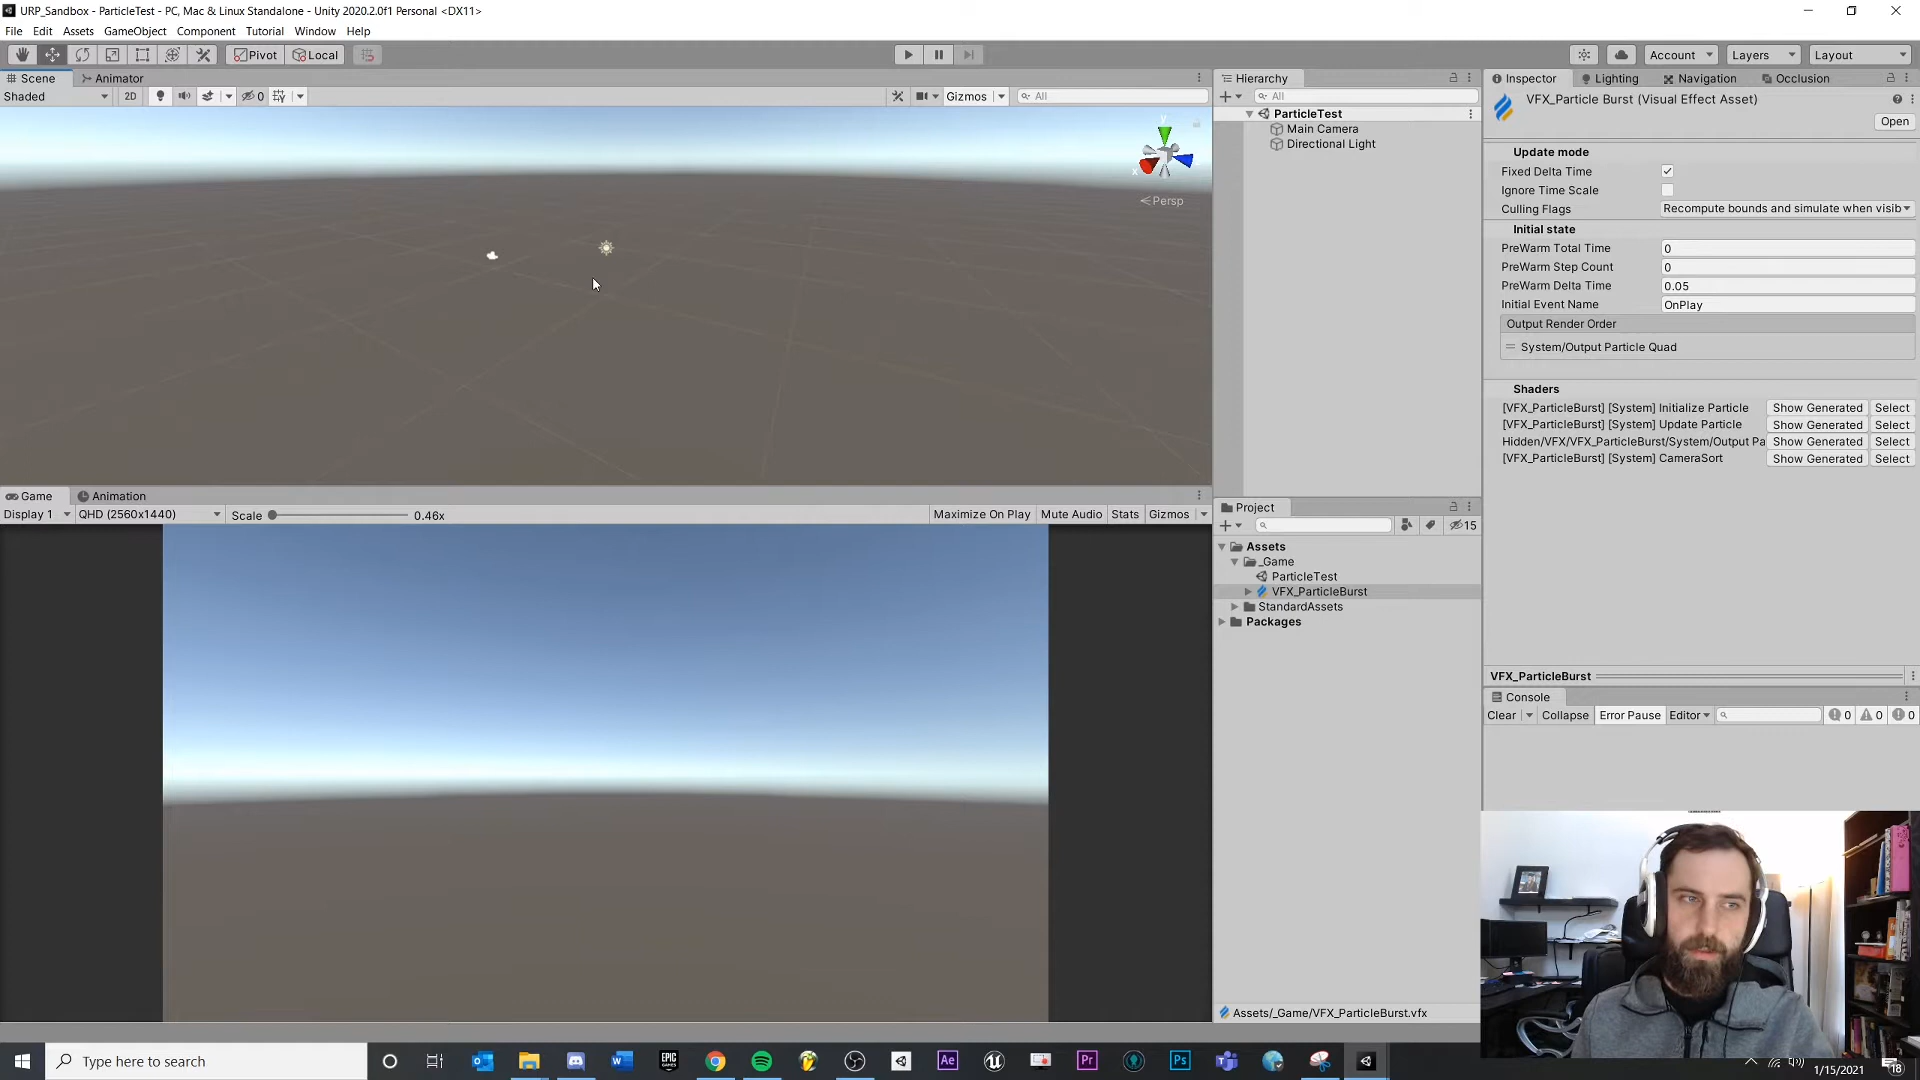 URP_Sandbox - ParticleTest - PC, Mac & Linux Standalone - Unity 2020.2.0f1 Personal <DX11>
File Edit Assets GameObject Component Tutorial Window Help
Pivot Local Account Layers Layout
Scene Animator
Shaded 2D 0 Gizmos All
y
x
Persp
Game Animation
Display 1 QHD (2560x1440) Scale 0.46x Maximize On Play Mute Audio Stats Gizmos
Hierarchy
All
ParticleTest
Main Camera
Directional Light
Project
15
Assets
_Game
ParticleTest
VFX_ParticleBurst
StandardAssets
Packages
Assets/_Game/VFX_ParticleBurst.vfx
Inspector Lighting Navigation Occlusion
VFX_Particle Burst (Visual Effect Asset)
Open
Update mode
Fixed Delta Time
Ignore Time Scale
Culling Flags Recompute bounds and simulate when visib
Initial state
PreWarm Total Time 0
PreWarm Step Count 0
PreWarm Delta Time 0.05
Initial Event Name OnPlay
Output Render Order
System/Output Particle Quad
Shaders
[VFX_ParticleBurst] [System] Initialize Particle Show Generated Select
[VFX_ParticleBurst] [System] Update Particle Show Generated Select
Hidden/VFX/VFX_ParticleBurst/System/Output Pa Show Generated Select
[VFX_ParticleBurst] [System] CameraSort Show Generated Select
VFX_ParticleBurst
Console
Clear Collapse Error Pause Editor 0 0 0
Type here to search
EPIC GAMES
Ae
Pr
Ps
1/15/2021
18